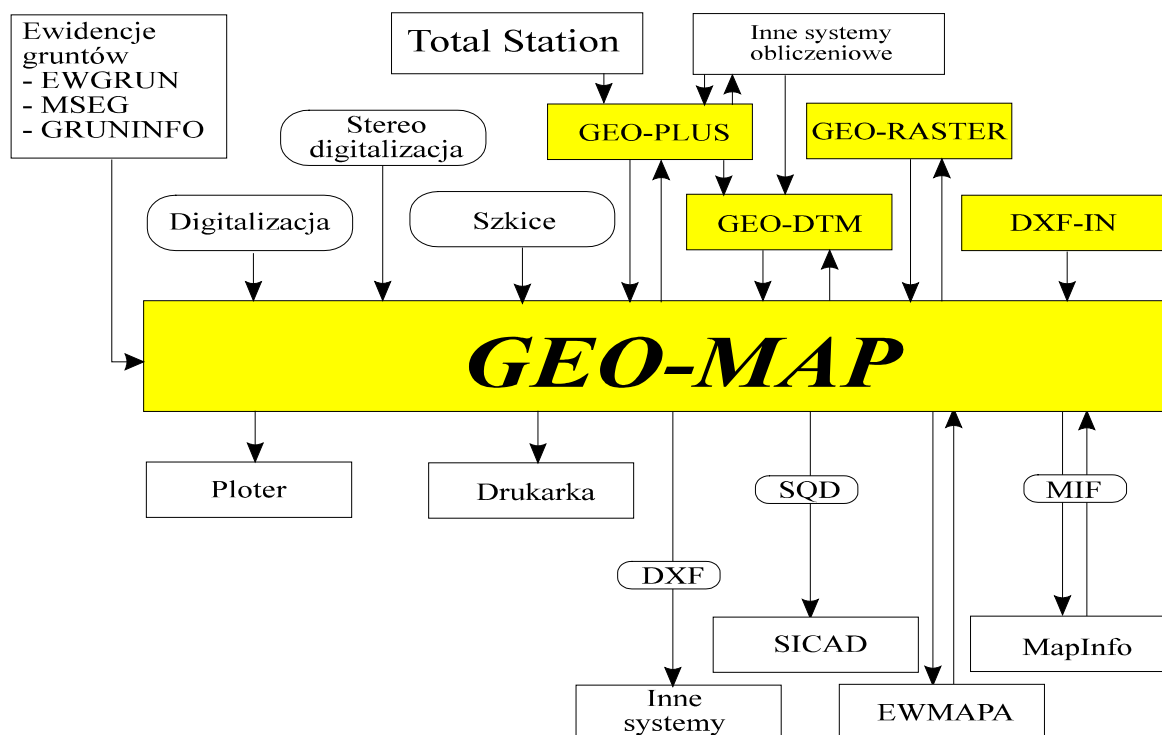 Ewidencje
gruntów
- EWGRUN
- MSEG
- GRUNINFO
Total Station
Inne systemy
obliczeniowe
Stereo
digitalizacja
GEO-PLUS
GEO-RASTER
Digitalizacja
Szkice
GEO-DTM
DXF-IN
GEO-MAP
Ploter
Drukarka
SQD
MIF
DXF
SICAD
MapInfo
Inne
systemy
EWMAPA